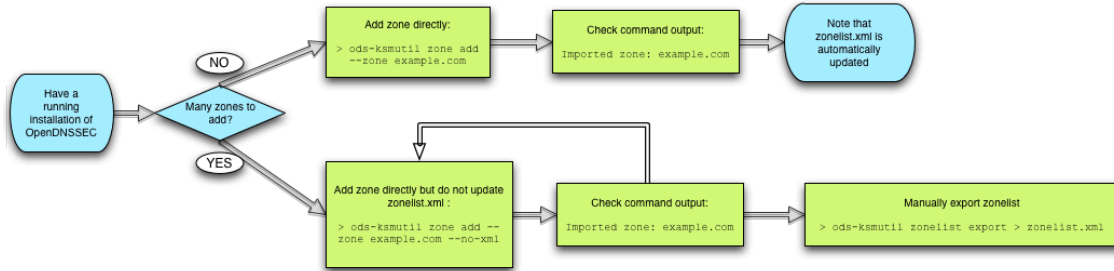 Have a
running
installation of
OpenDNSSEC
Many zones to
add?
NO
Add zone directly:
> ods-ksmutil zone add
--zone example.com
Check command output:
Imported zone: example.com
Note that
zonelist.xml is
automatically
updated
YES
Add zone directly but do not update
zonelist.xml :
> ods-ksmutil zone add --
zone example.com --no-xml
Check command output:
Imported zone: example.com
Manually export zonelist
> ods-ksmutil zonelist export > zonelist.xml